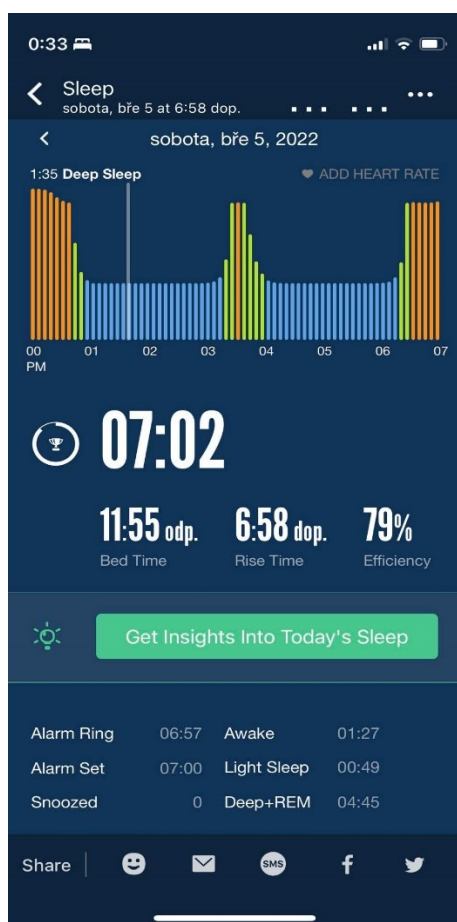 0:33
Sleep
sobota, bře 5 at 6:58 dop.
sobota, bře 5, 2022
1:35 Deep Sleep ADD HEART RATE
00 01 02 03 04 05 06 07
PM
07:02
11:55 odp. 6:58 dop. 79%
Bed Time Rise Time Efficiency
Get Insights Into Today's Sleep
Alarm Ring 06:57 Awake 01:27
Alarm Set 07:00 Light Sleep 00:49
Snoozed 0 Deep+REM 04:45
Share SMS f